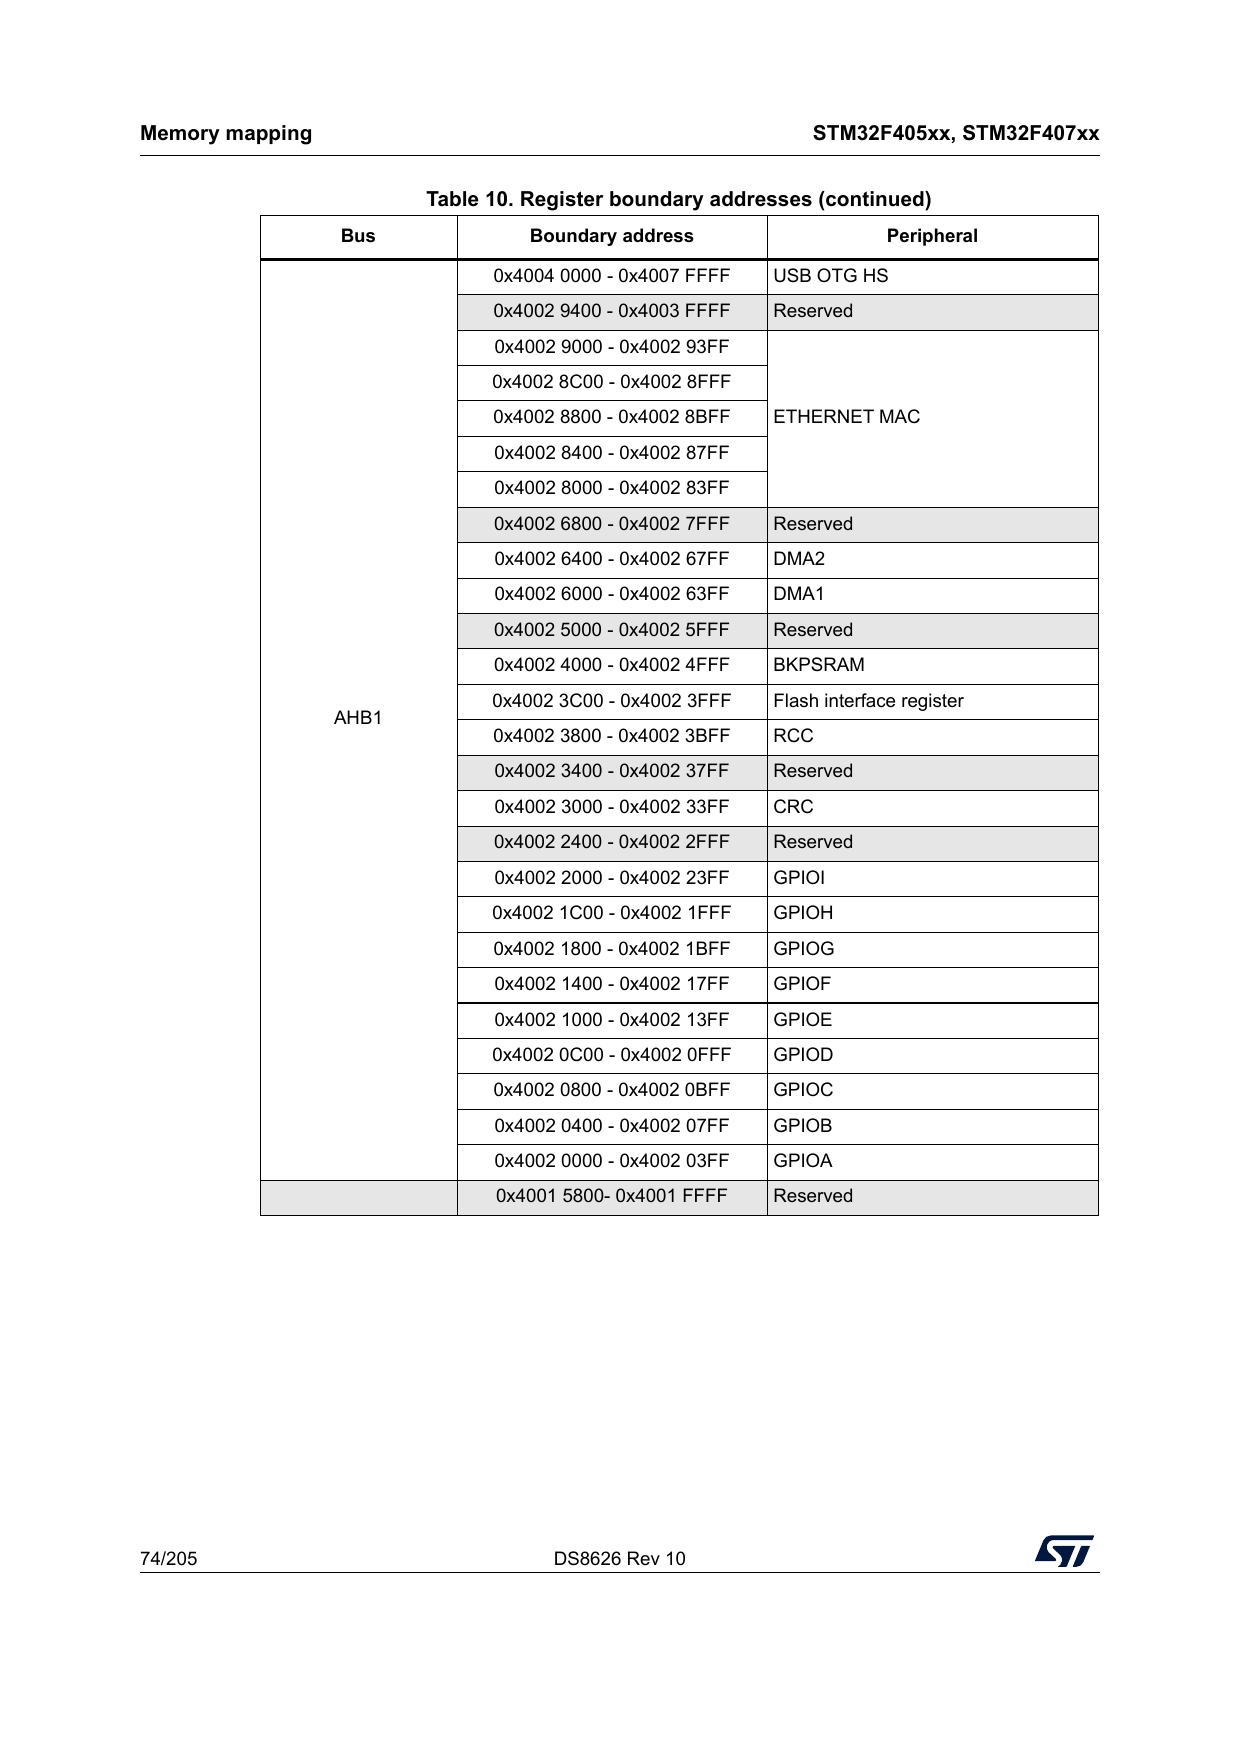 Memory mapping STM32F405xx, STM32F407xx
Table 10. Register boundary addresses (continued)
Bus Boundary address Peripheral
AHB1
0x4004 0000 - 0x4007 FFFF USB OTG HS
0x4002 9400 - 0x4003 FFFF Reserved
0x4002 9000 - 0x4002 93FF
0x4002 8C00 - 0x4002 8FFF
0x4002 8800 - 0x4002 8BFF ETHERNET MAC
0x4002 8400 - 0x4002 87FF
0x4002 8000 - 0x4002 83FF
0x4002 6800 - 0x4002 7FFF Reserved
0x4002 6400 - 0x4002 67FF DMA2
0x4002 6000 - 0x4002 63FF DMA1
0x4002 5000 - 0x4002 5FFF Reserved
0x4002 4000 - 0x4002 4FFF BKPSRAM
0x4002 3C00 - 0x4002 3FFF Flash interface register
0x4002 3800 - 0x4002 3BFF RCC
0x4002 3400 - 0x4002 37FF Reserved
0x4002 3000 - 0x4002 33FF CRC
0x4002 2400 - 0x4002 2FFF Reserved
0x4002 2000 - 0x4002 23FF GPIOI
0x4002 1C00 - 0x4002 1FFF GPIOH
0x4002 1800 - 0x4002 1BFF GPIOG
0x4002 1400 - 0x4002 17FF GPIOF
0x4002 1000 - 0x4002 13FF GPIOE
0x4002 0C00 - 0x4002 0FFF GPIOD
0x4002 0800 - 0x4002 0BFF GPIOC
0x4002 0400 - 0x4002 07FF GPIOB
0x4002 0000 - 0x4002 03FF GPIOA
0x4001 5800- 0x4001 FFFF Reserved
74/205 DS8626 Rev 10 ST